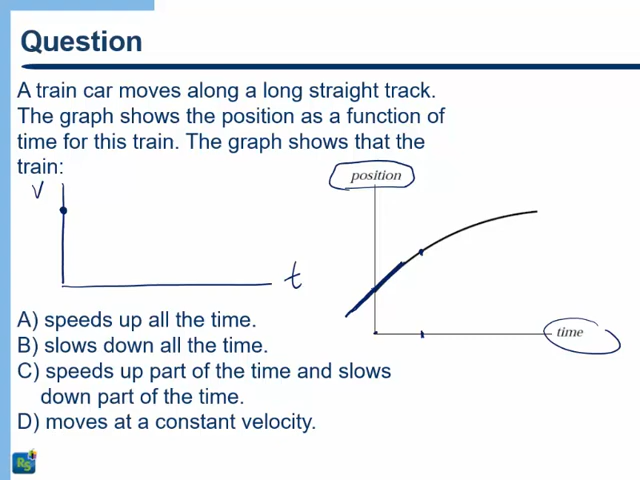 Question
A train car moves along a long straight track.
The graph shows the position as a function of
time for this train. The graph shows that the
train:
position
v
t
time
A) speeds up all the time.
B) slows down all the time.
C) speeds up part of the time and slows
down part of the time.
D) moves at a constant velocity.
RS